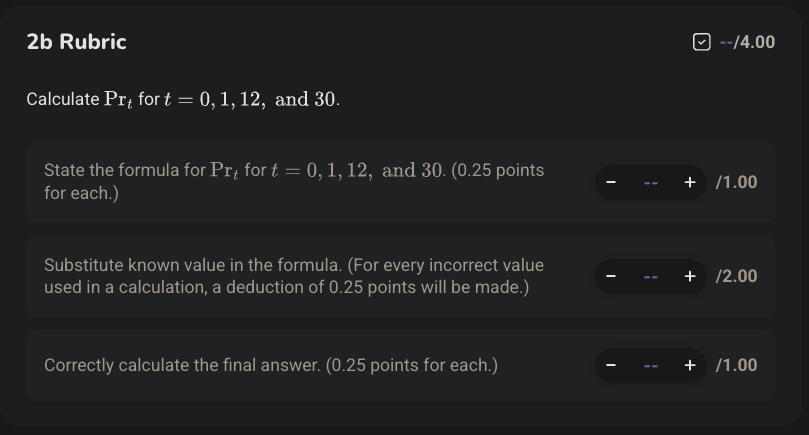 2b Rubric
--/4.00
Calculate Pr_t for t = 0, 1, 12, and 30.
State the formula for Pr_t for t = 0, 1, 12, and 30. (0.25 points
for each.)
− -- + /1.00
Substitute known value in the formula. (For every incorrect value
used in a calculation, a deduction of 0.25 points will be made.)
− -- + /2.00
Correctly calculate the final answer. (0.25 points for each.)
− -- + /1.00